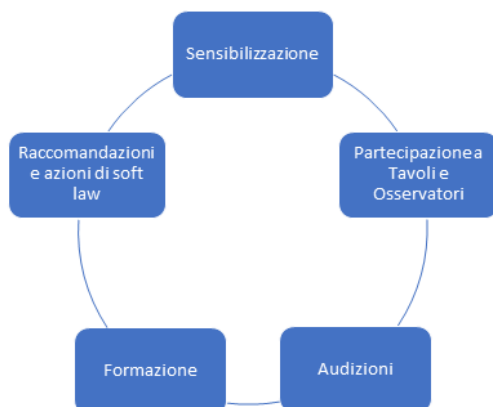 Sensibilizzazione
Partecipazione a
Tavoli e
Osservatori
Audizioni
Formazione
Raccomandazioni
e azioni di soft
law